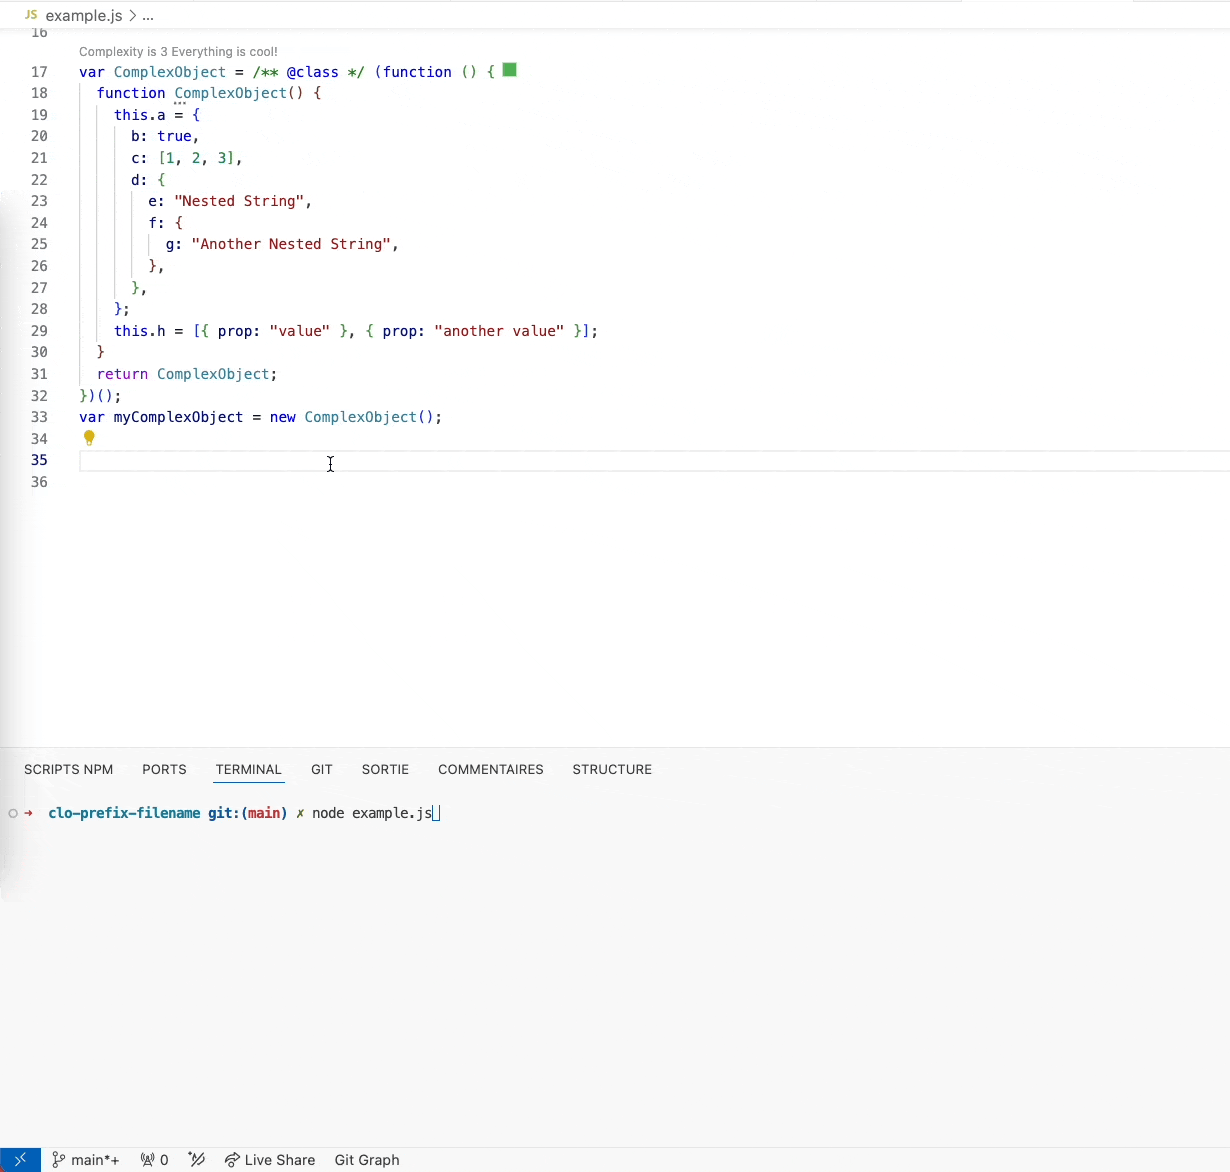 JS example.js > ...
16
Complexity is 3 Everything is cool!
17 var ComplexObject = /** @class */ (function () {
18 function ComplexObject() {
19 this.a = {
20 b: true,
21 c: [1, 2, 3],
22 d: {
23 e: "Nested String",
24 f: {
25 g: "Another Nested String",
26 },
27 },
28 };
29 this.h = [{ prop: "value" }, { prop: "another value" }];
30 }
31 return ComplexObject;
32 })();
33 var myComplexObject = new ComplexObject();
34
35
36
SCRIPTS NPM PORTS TERMINAL GIT SORTIE COMMENTAIRES STRUCTURE
→ clo-prefix-filename git:(main) ✗ node example.js
main*+ 0 Live Share Git Graph